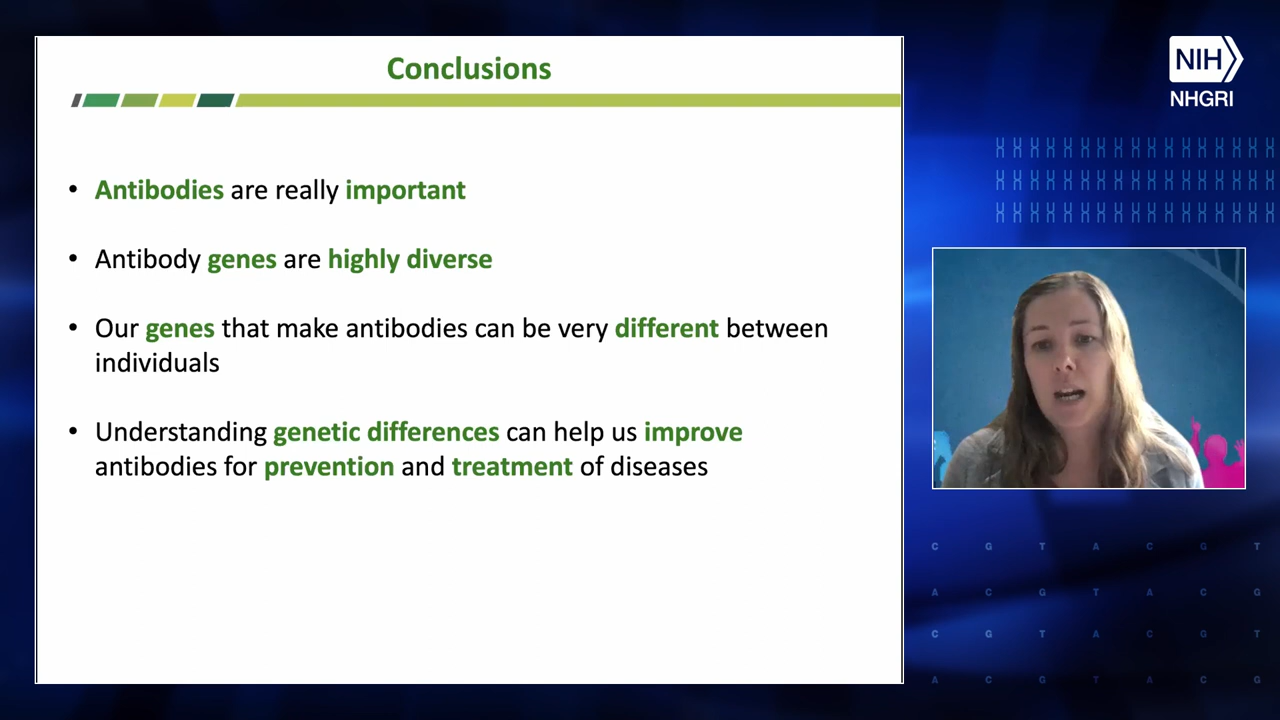 Conclusions
• Antibodies are really important
• Antibody genes are highly diverse
• Our genes that make antibodies can be very different between
individuals
• Understanding genetic differences can help us improve
antibodies for prevention and treatment of diseases
NIH
NHGRI
C G T A C G T
A C G T A C G
C G T A C G T
A C G T A C G